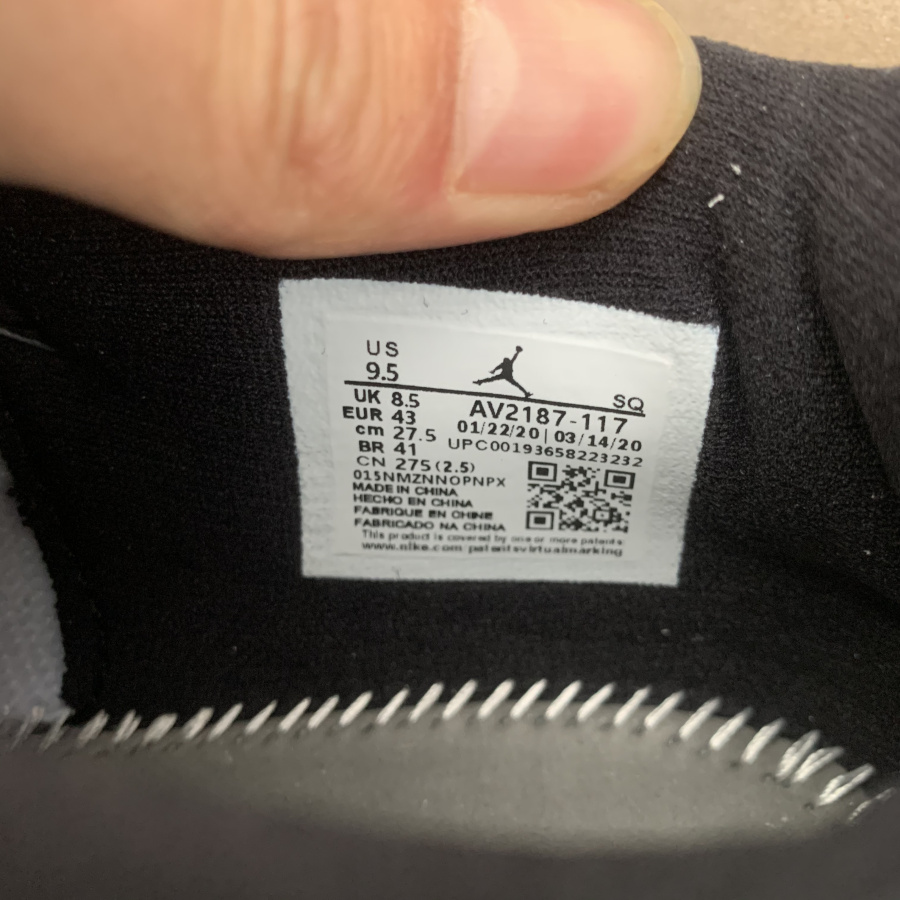 US
9.5
SQ
UK 8.5
AV2187-117
EUR 43
01/22/20 | 03/14/20
cm 27.5
UPC00193658223232
BR 41
CN 275(2.5)
015NMZNNOPNPX
MADE IN CHINA
HECHO EN CHINA
FABRIQUE EN CHINE
FABRICADO NA CHINA
This product is covered by one or more patents:
www.nike.com patentsvirtualmarking